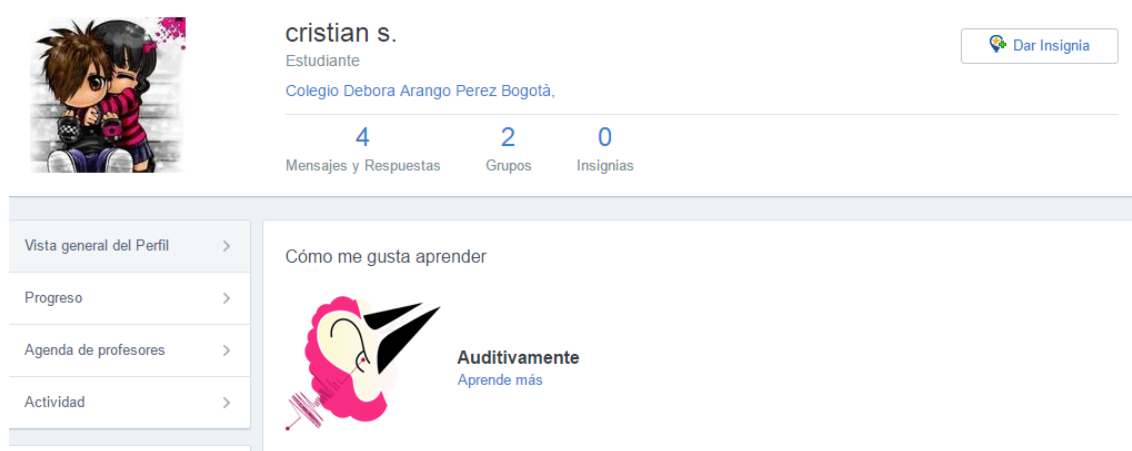 cristian s.
Estudiante
Dar Insignia
Colegio Debora Arango Perez Bogotà,
4
2
0
Mensajes y Respuestas
Grupos
Insignias
Vista general del Perfil
Progreso
Agenda de profesores
Actividad
Cómo me gusta aprender
Auditivamente
Aprende más